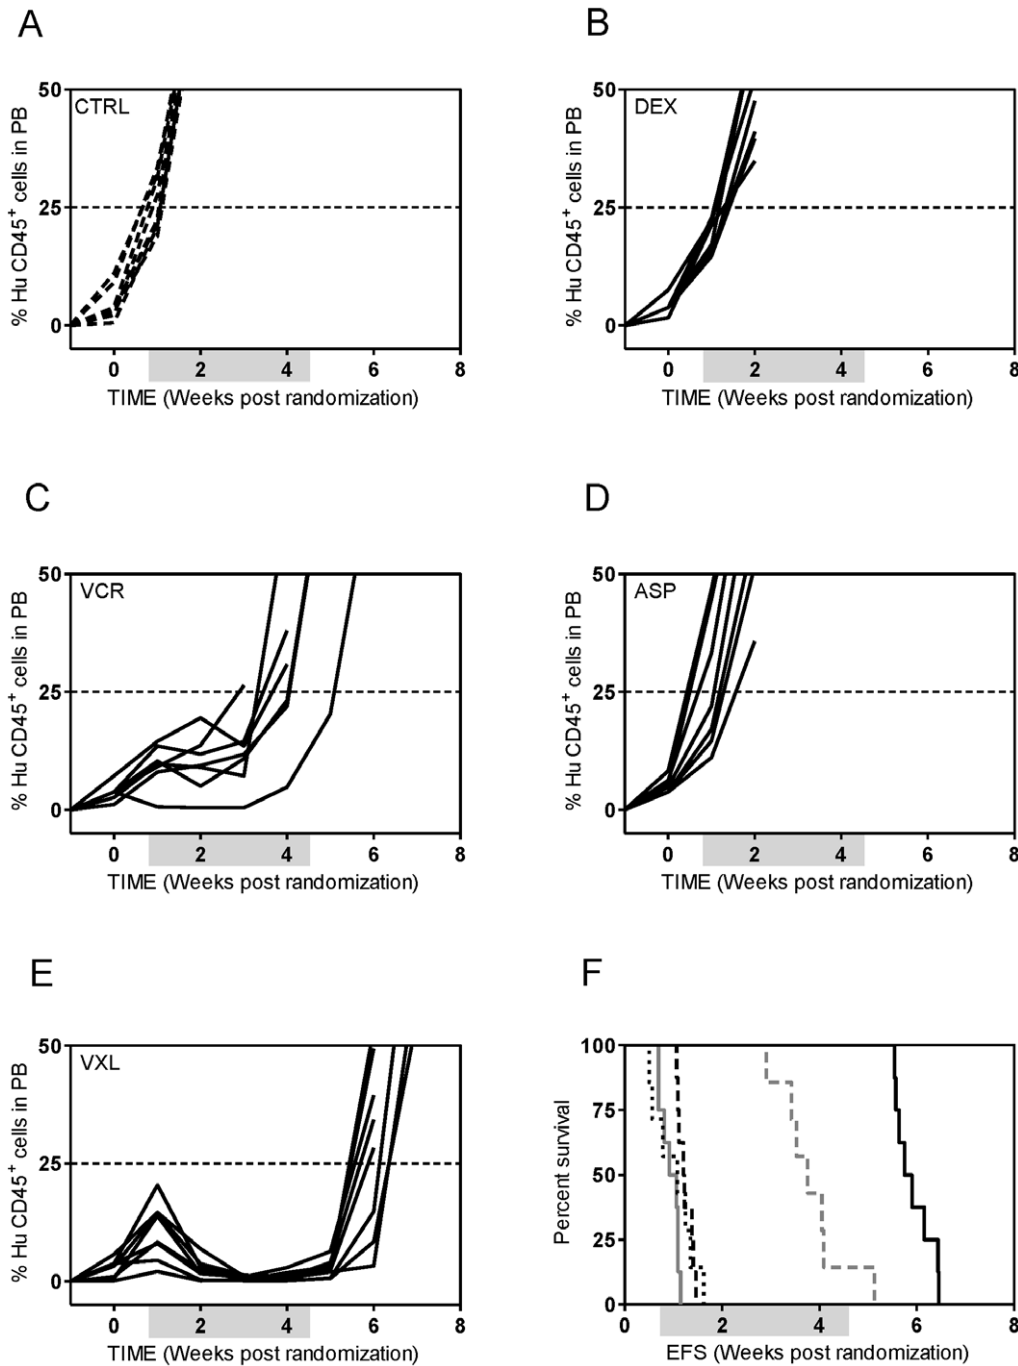 A
% Hu CD45+ cells in PB
50
25
0
CTRL
0 2 4 6 8
TIME (Weeks post randomization)
B
% Hu CD45+ cells in PB
50
25
0
DEX
0 2 4 6 8
TIME (Weeks post randomization)
C
% Hu CD45+ cells in PB
50
25
0
VCR
0 2 4 6 8
TIME (Weeks post randomization)
D
% Hu CD45+ cells in PB
50
25
0
ASP
0 2 4 6 8
TIME (Weeks post randomization)
E
% Hu CD45+ cells in PB
50
25
0
VXL
0 2 4 6 8
TIME (Weeks post randomization)
F
Percent survival
100
75
50
25
0
0 2 4 6 8
EFS (Weeks post randomization)